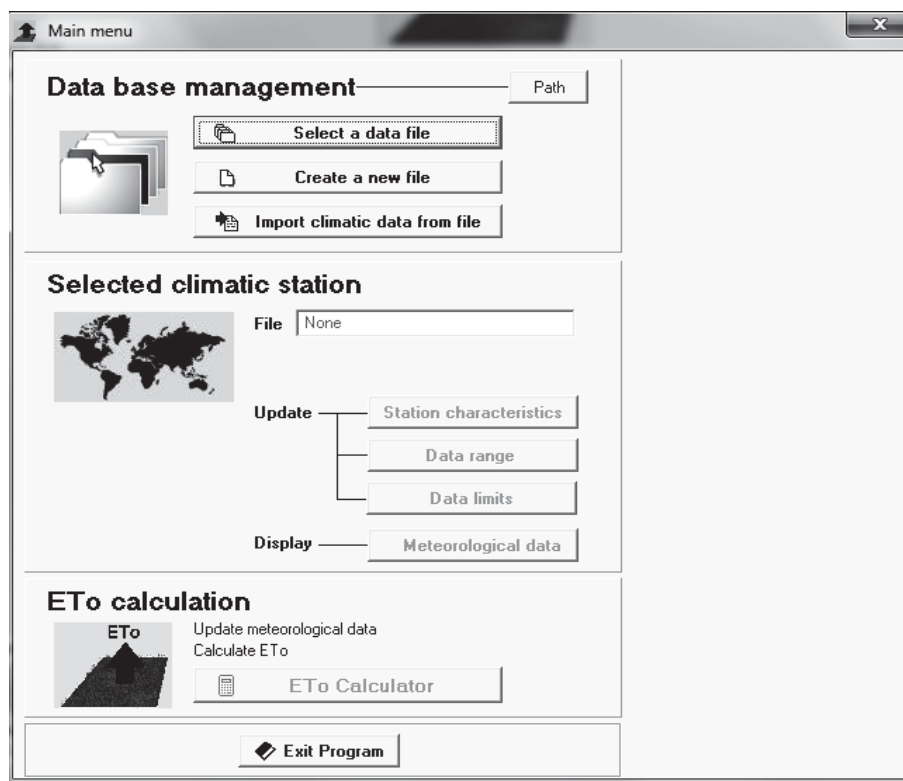 Main menu
Data base management
Path
Select a data file
Create a new file
Import climatic data from file
Selected climatic station
File None
Update
Station characteristics
Data range
Data limits
Display
Meteorological data
ETo calculation
ETo
Update meteorological data
Calculate ETo
ETo Calculator
Exit Program